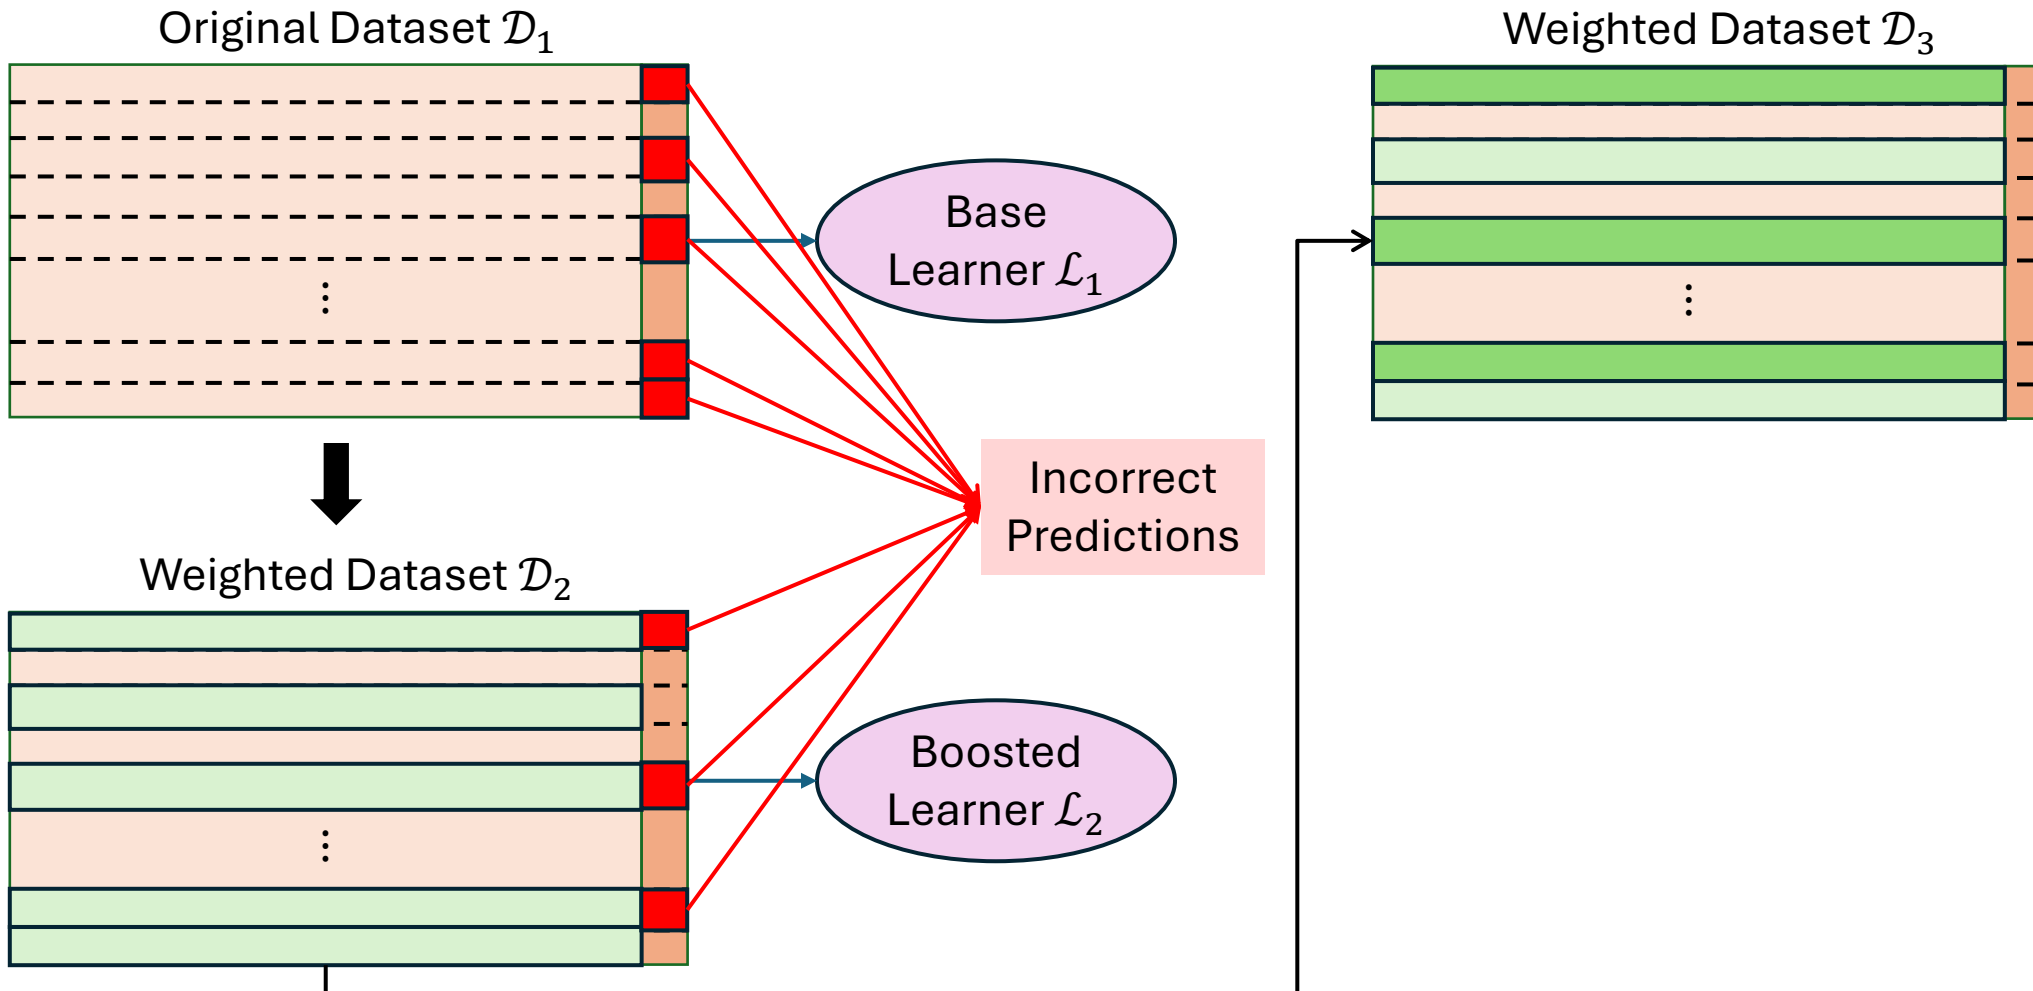 Original Dataset 𝒟₁
Base
Learner ℒ₁
Incorrect
Predictions
Weighted Dataset 𝒟₂
Boosted
Learner ℒ₂
Weighted Dataset 𝒟₃